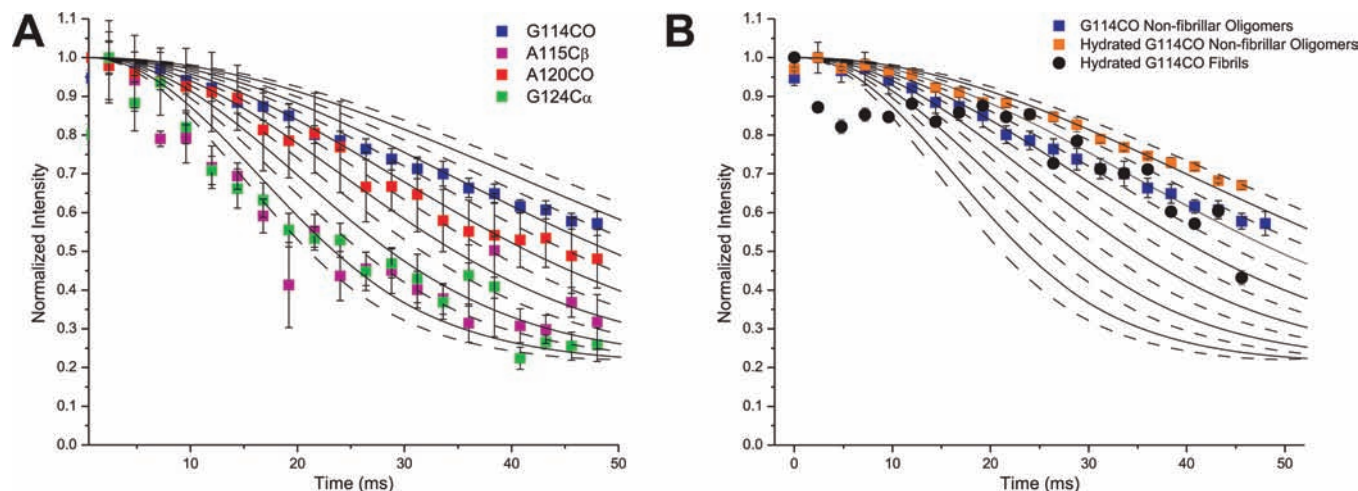 A
G114CO
A115Cβ
A120CO
G124Cα
Normalized Intensity
1.1
1.0
0.9
0.8
0.7
0.6
0.5
0.4
0.3
0.2
0.1
0.0
10
20
30
40
50
Time (ms)
B
G114CO Non-fibrillar Oligomers
Hydrated G114CO Non-fibrillar Oligomers
Hydrated G114CO Fibrils
Normalized Intensity
1.1
1.0
0.9
0.8
0.7
0.6
0.5
0.4
0.3
0.2
0.1
0.0
0
10
20
30
40
50
Time (ms)